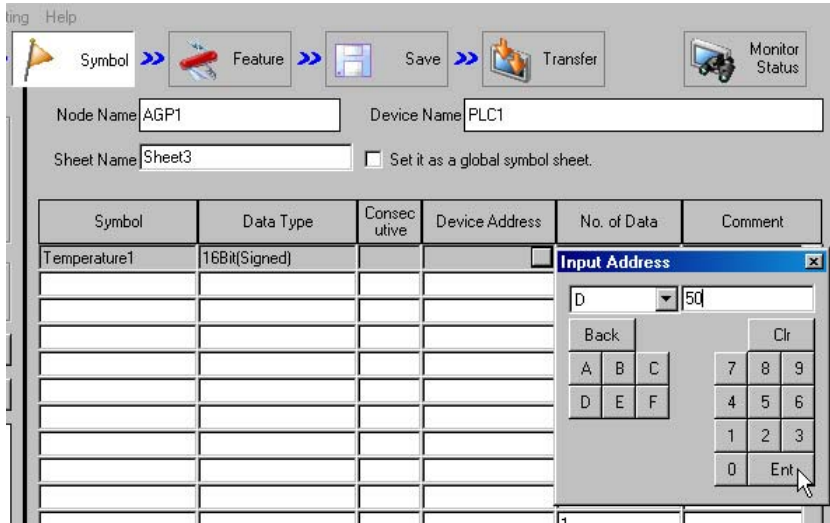 ting Help
Symbol Feature Save Transfer Monitor Status
Node Name AGP1 Device Name PLC1
Sheet Name Sheet3 Set it as a global symbol sheet.
Symbol Data Type Consec utive Device Address No. of Data Comment
Temperature1 16Bit(Signed)
Input Address
D 50
Back Clr
A B C 7 8 9
D E F 4 5 6
1 2 3
0 Ent
1